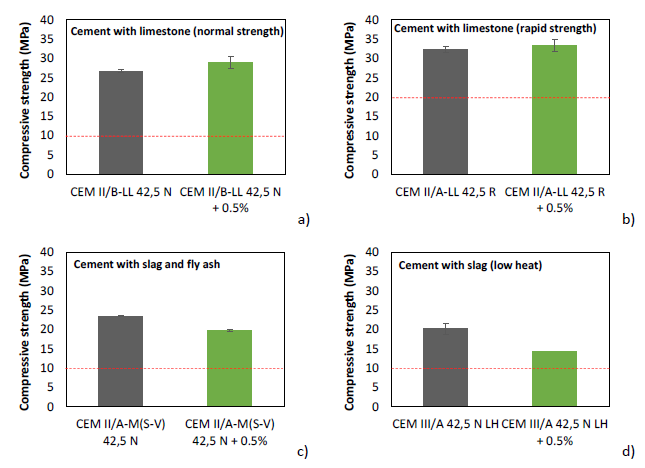 Cement with limestone (normal strength)
Compressive strength (MPa)
40
35
30
25
20
15
10
5
0
CEM II/B-LL 42,5 N
CEM II/B-LL 42,5 N
+ 0.5%
a)
Cement with limestone (rapid strength)
Compressive strength (MPa)
40
35
30
25
20
15
10
5
0
CEM II/A-LL 42,5 R
CEM II/A-LL 42,5 R
+ 0.5%
b)
Cement with slag and fly ash
Compressive strength (MPa)
40
35
30
25
20
15
10
5
0
CEM II/A-M(S-V)
42,5 N
CEM II/A-M(S-V)
42,5 N + 0.5%
c)
Cement with slag (low heat)
Compressive strength (MPa)
40
35
30
25
20
15
10
5
0
CEM III/A 42,5 N LH
CEM III/A 42,5 N LH
+ 0.5%
d)